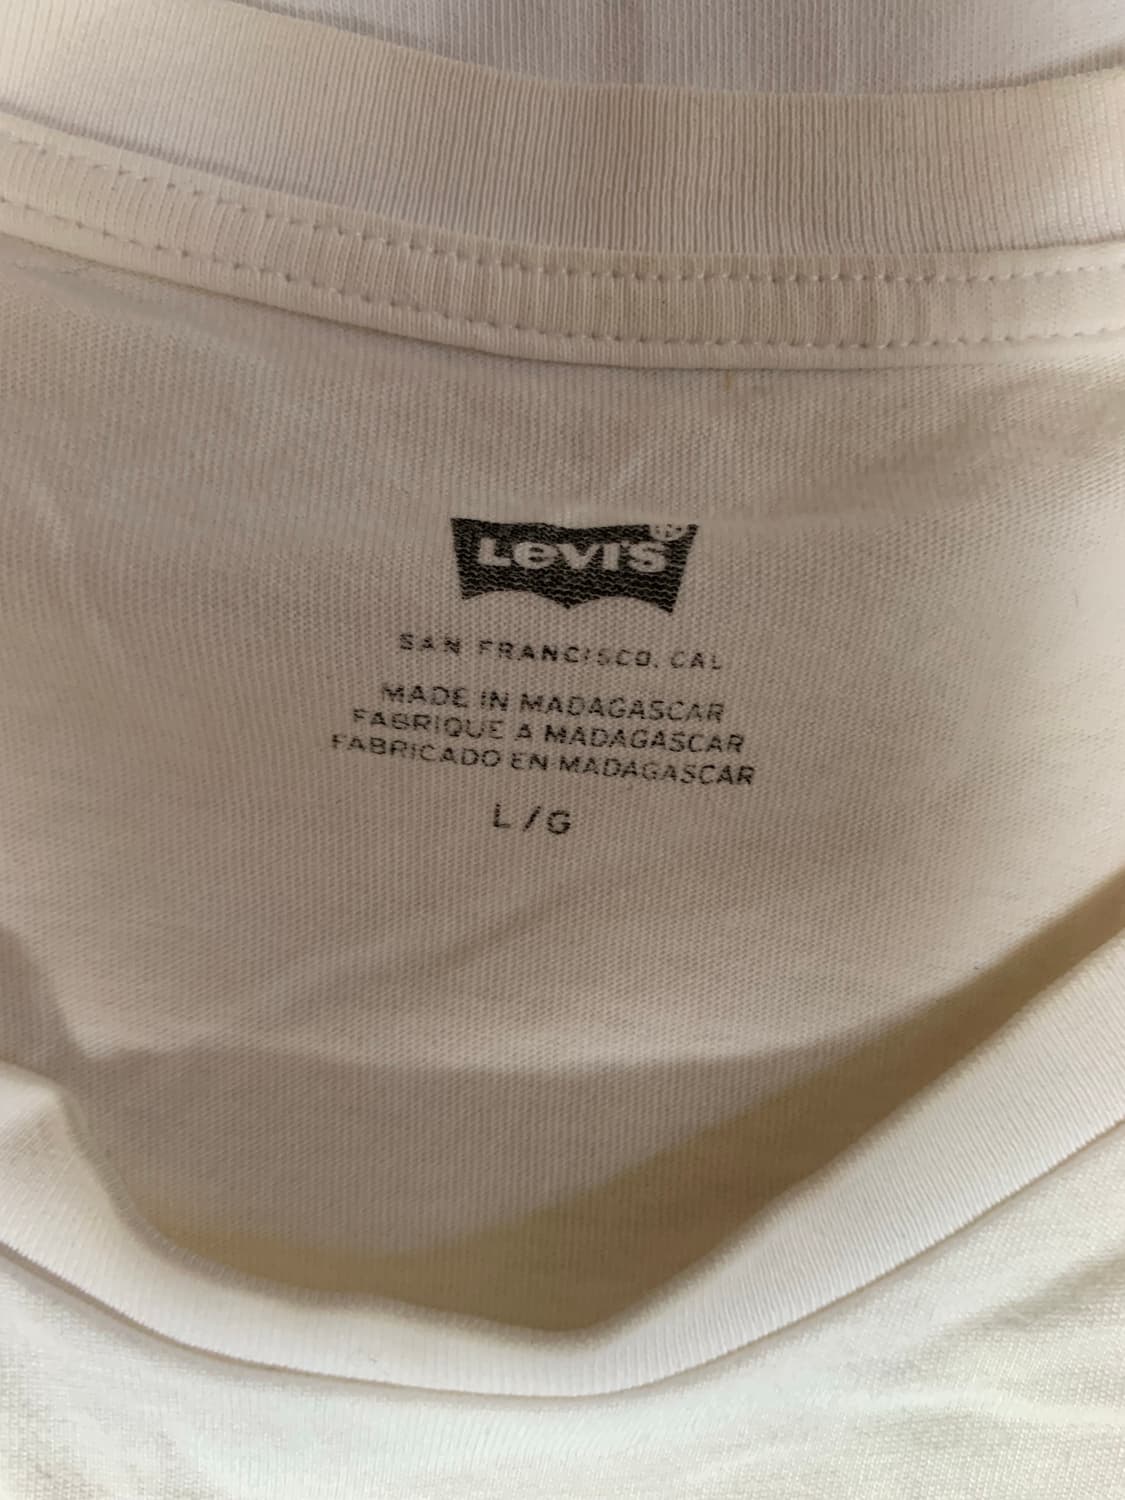 LEVI'S
SAN FRANCISCO, CAL
MADE IN MADAGASCAR
FABRIQUE A MADAGASCAR
FABRICADO EN MADAGASCAR
L / G